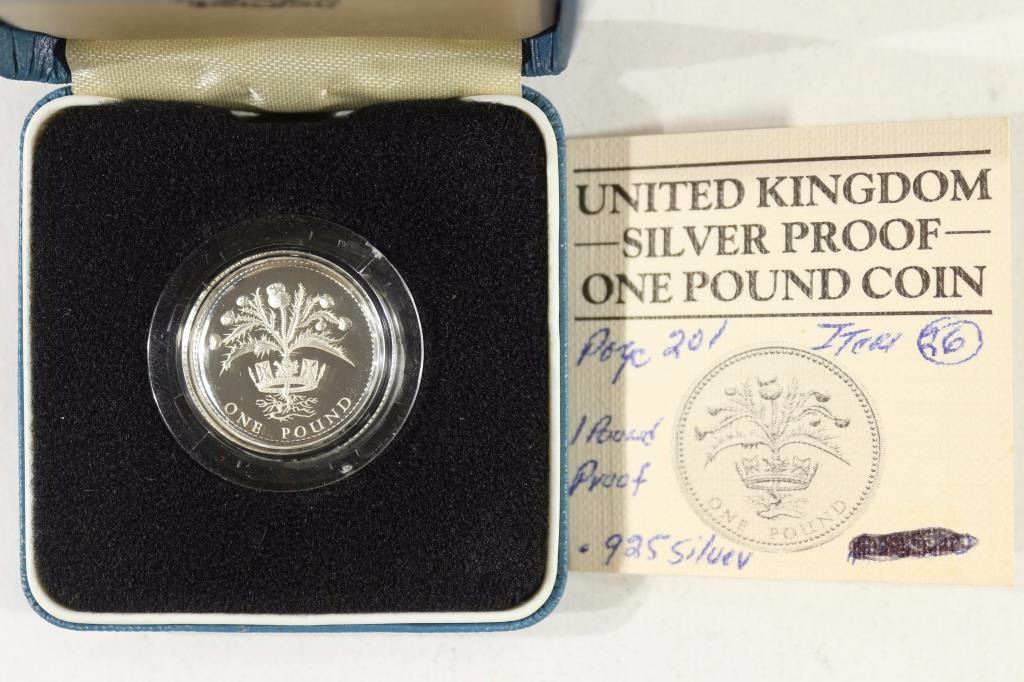 ONE POUND
UNITED KINGDOM
SILVER PROOF
ONE POUND COIN
Page 201 Item 26
1 Pound
Proof
.925 Silver
ONE POUND